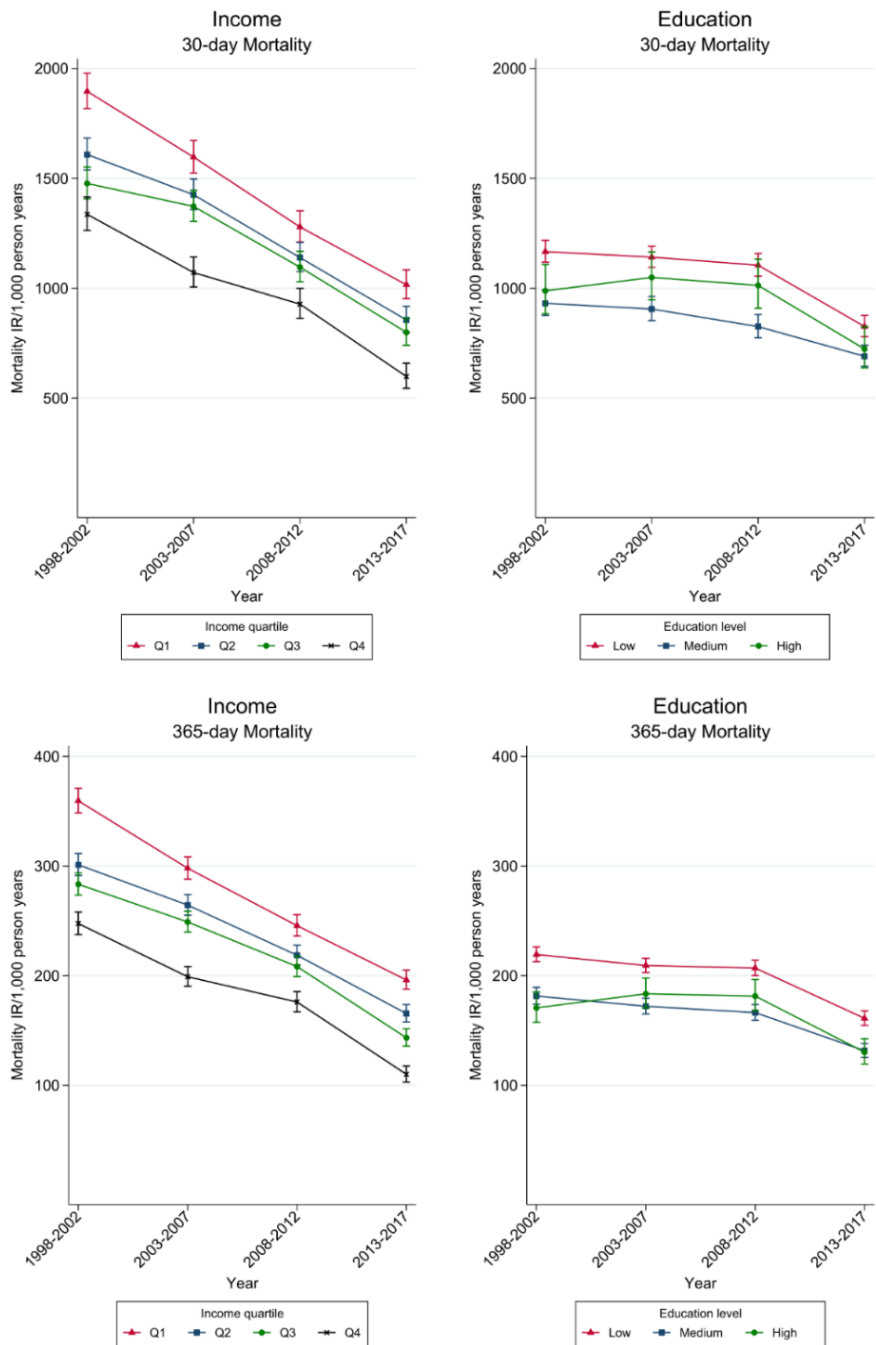 Income
30-day Mortality
Mortality IR/1,000 person years
2000
1500
1000
500
1998-2002
2003-2007
2008-2012
2013-2017
Year
Income quartile
Q1 Q2 Q3 Q4
Education
30-day Mortality
Mortality IR/1,000 person years
2000
1500
1000
500
1998-2002
2003-2007
2008-2012
2013-2017
Year
Education level
Low Medium High
Income
365-day Mortality
Mortality IR/1,000 person years
400
300
200
100
1998-2002
2003-2007
2008-2012
2013-2017
Year
Income quartile
Q1 Q2 Q3 Q4
Education
365-day Mortality
Mortality IR/1,000 person years
400
300
200
100
1998-2002
2003-2007
2008-2012
2013-2017
Year
Education level
Low Medium High